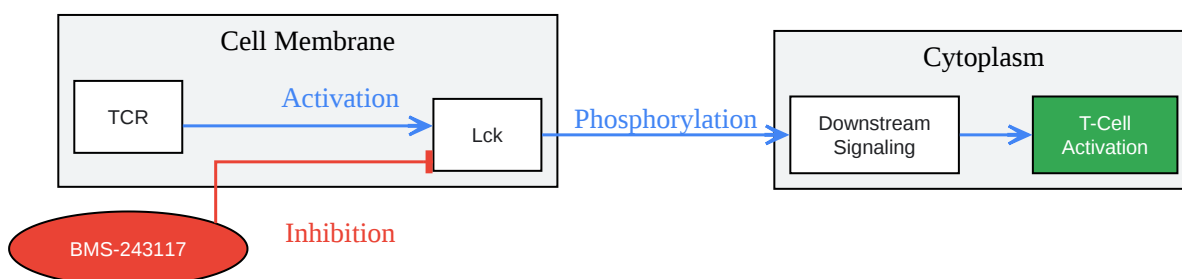 Cell Membrane
TCR
Activation
Lck
Phosphorylation
Cytoplasm
Downstream
Signaling
T-Cell
Activation
BMS-243117
Inhibition